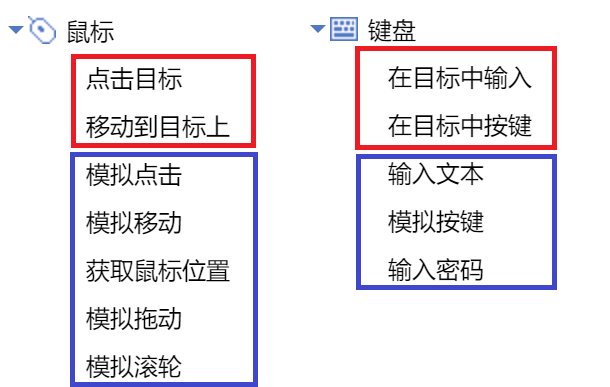 鼠标
点击目标
移动到目标上
模拟点击
模拟移动
获取鼠标位置
模拟拖动
模拟滚轮
键盘
在目标中输入
在目标中按键
输入文本
模拟按键
输入密码